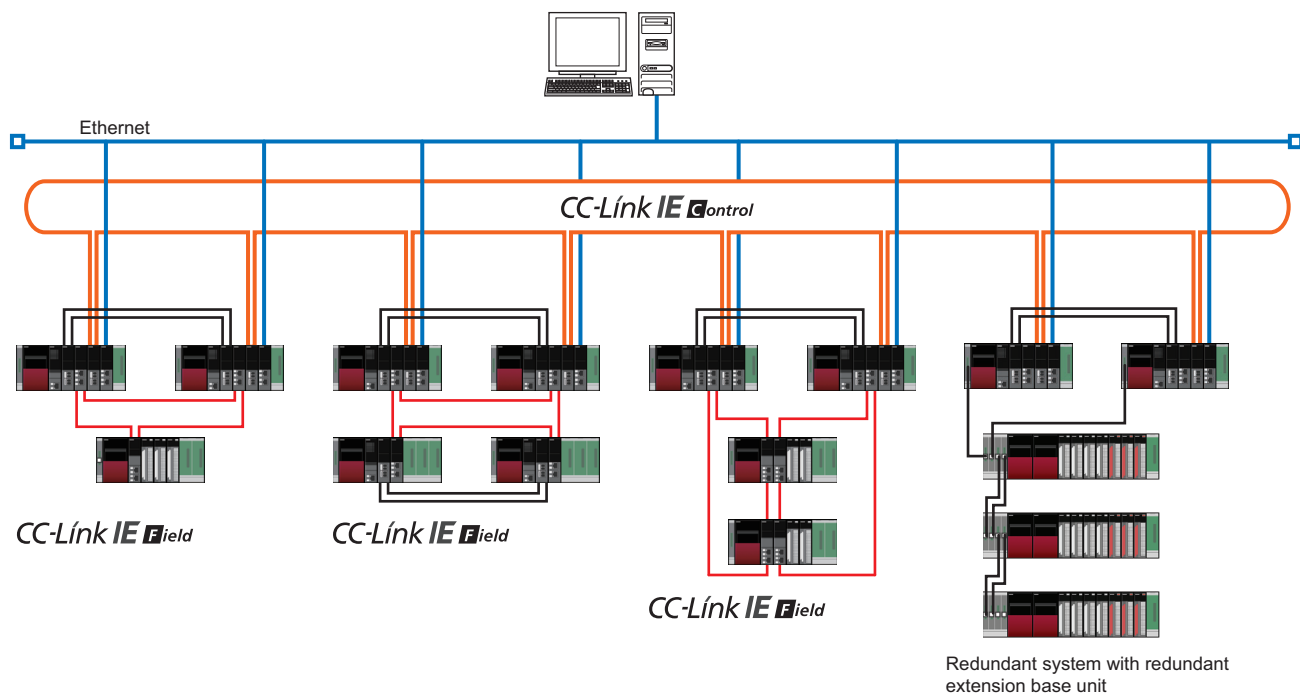 Ethernet
CC-Línk IE Control
CC-Línk IE Field
CC-Línk IE Field
CC-Línk IE Field
Redundant system with redundant
extension base unit